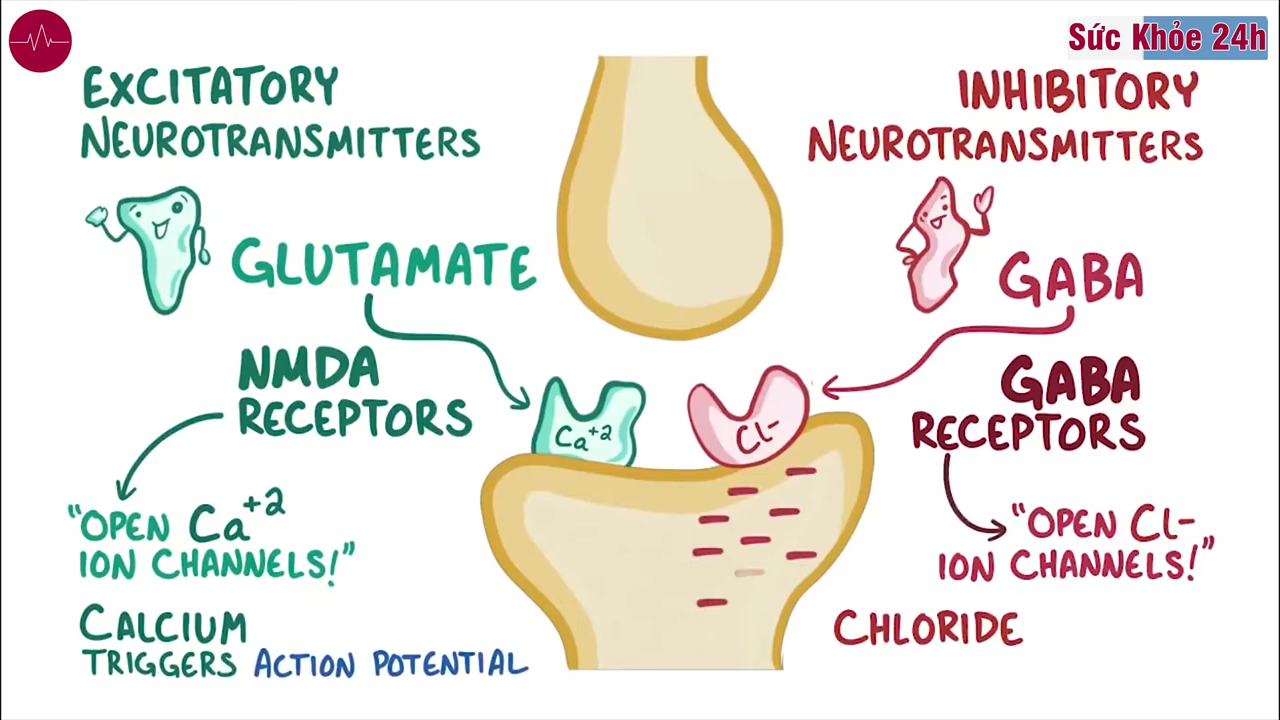 Sức Khỏe 24h
EXCITATORY
NEUROTRANSMITTERS
GLUTAMATE
NMDA
RECEPTORS
"OPEN Ca+2
ION CHANNELS!"
CALCIUM
TRIGGERS ACTION POTENTIAL
Ca+2
Cl-
INHIBITORY
NEUROTRANSMITTERS
GABA
GABA
RECEPTORS
"OPEN Cl-
ION CHANNELS!"
CHLORIDE